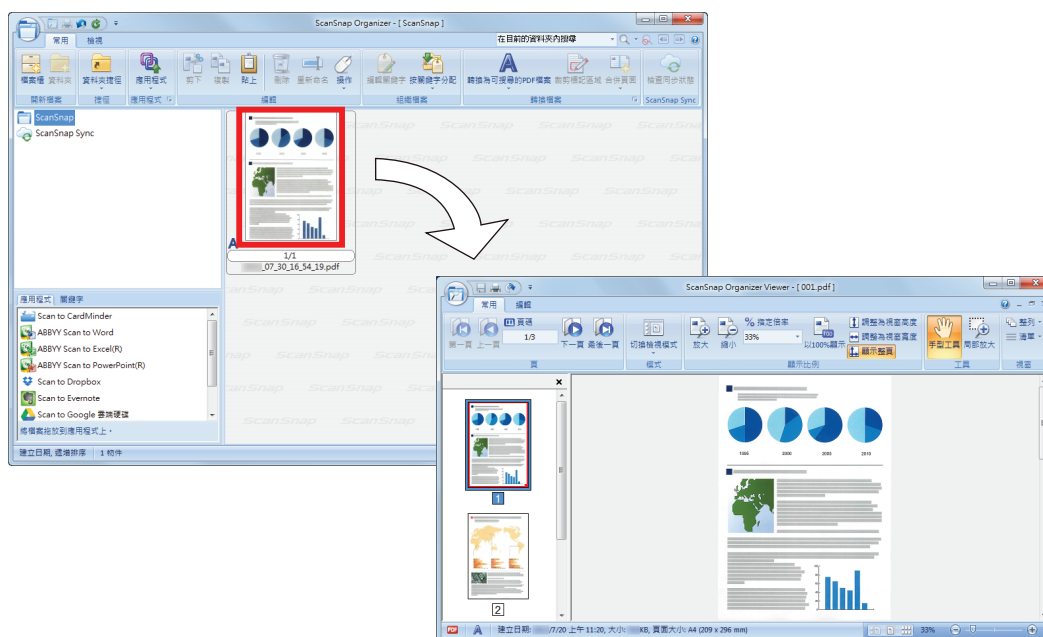 ScanSnap Organizer - [ ScanSnap ]
常用 檢視
在目前的資料夾內搜尋
檔案櫃 資料夾 資料夾捷徑 應用程式 剪下 複製 貼上 刪除 重新命名 操作 編輯關鍵字 按關鍵字分配 轉換為可搜尋的PDF檔案 裁剪標記區域 合併頁面 檢查同步狀態
開新檔案 捷徑 應用程式 編輯 組織檔案 轉換檔案 ScanSnap Sync
ScanSnap
ScanSnap Sync
A
1/1
_07_30_16_54_19.pdf
應用程式 關鍵字
Scan to CardMinder
ABBYY Scan to Word
ABBYY Scan to Excel(R)
ABBYY Scan to PowerPoint(R)
Scan to Dropbox
Scan to Evernote
Scan to Google 雲端硬碟
將檔案拖放到應用程式上。
建立日期, 遞增排序 1 物件
ScanSnap Organizer Viewer - [ 001.pdf ]
常用 編輯
第一頁 上一頁 頁碼 1/3 下一頁 最後一頁 切換檢視模式 放大 縮小 % 指定倍率 33% 以100%顯示 調整為視窗高度 調整為視窗寬度 顯示整頁 手型工具 局部放大 整列 清單
頁 模式 顯示比例 工具 視窗
1
2
1995 2000 2005 2010
PDF A 建立日期: /7/20 上午 11:20, 大小: KB, 頁面大小: A4 (209 x 296 mm) 33%